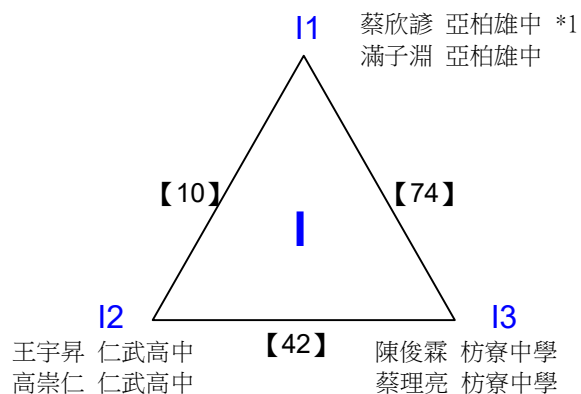 I1
蔡欣諺 亞柏雄中 *1
滿子淵 亞柏雄中
【10】
【74】
I
I2
I3
王宇昇 仁武高中
高崇仁 仁武高中
【42】
陳俊霖 枋寮中學
蔡理亮 枋寮中學